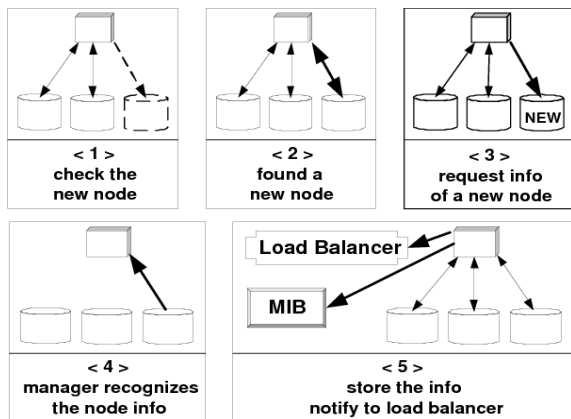 < 1 >
check the
new node
< 2 >
found a
new node
NEW
< 3 >
request info
of a new node
< 4 >
manager recognizes
the node info
Load Balancer
MIB
< 5 >
store the info
notify to load balancer